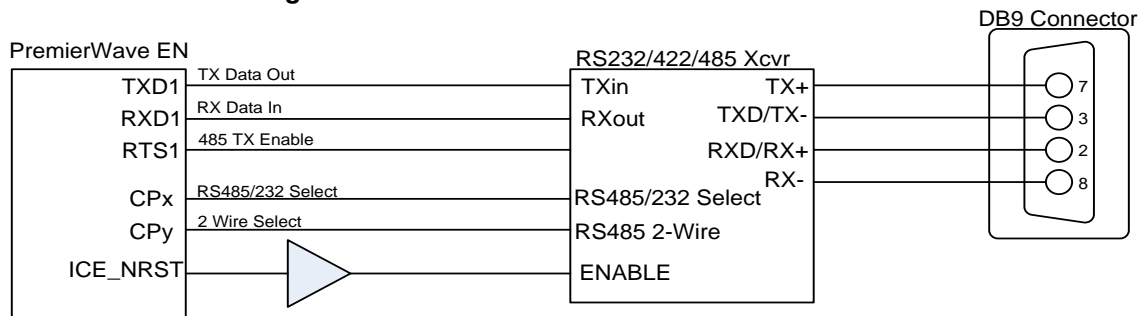 DB9 Connector
PremierWave EN
RS232/422/485 Xcvr
TXD1 TX Data Out TXin TX+ 7
RXD1 RX Data In RXout TXD/TX- 3
RTS1 485 TX Enable RXD/RX+ 2
RX- 8
CPx RS485/232 Select RS485/232 Select
CPy 2 Wire Select RS485 2-Wire
ICE_NRST ENABLE